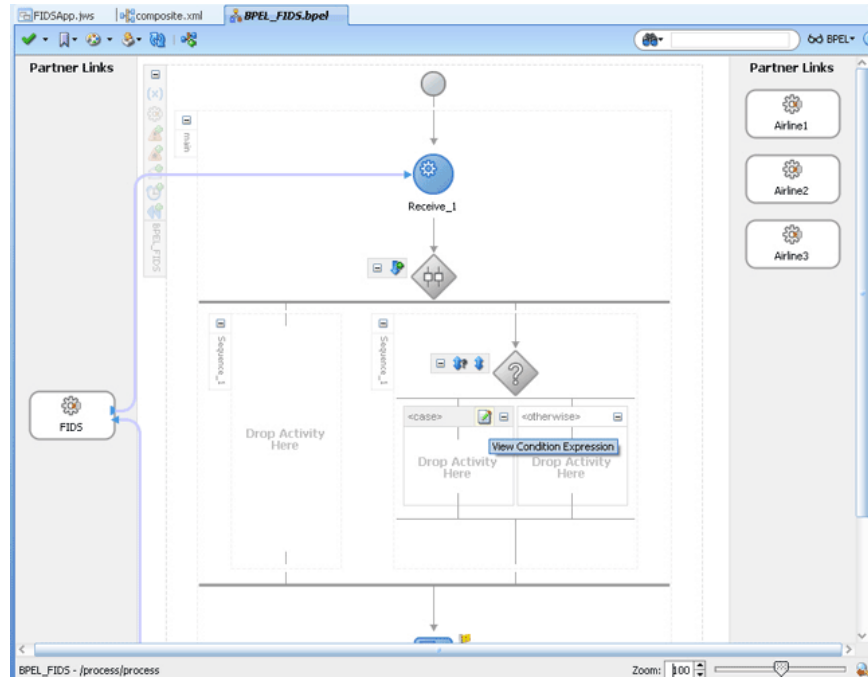 FIDSApp.jws
composite.xml
BPEL_FIDS.bpel
BPEL
Partner Links
Partner Links
(x)
main
BPEL_FIDS
Airline1
Airline2
Airline3
Receive_1
Sequence_1
Sequence_1
FIDS
<case>
<otherwise>
View Condition Expression
Drop Activity
Here
Drop Activity
Here
Drop Activity
Here
BPEL_FIDS - /process/process
Zoom: 100